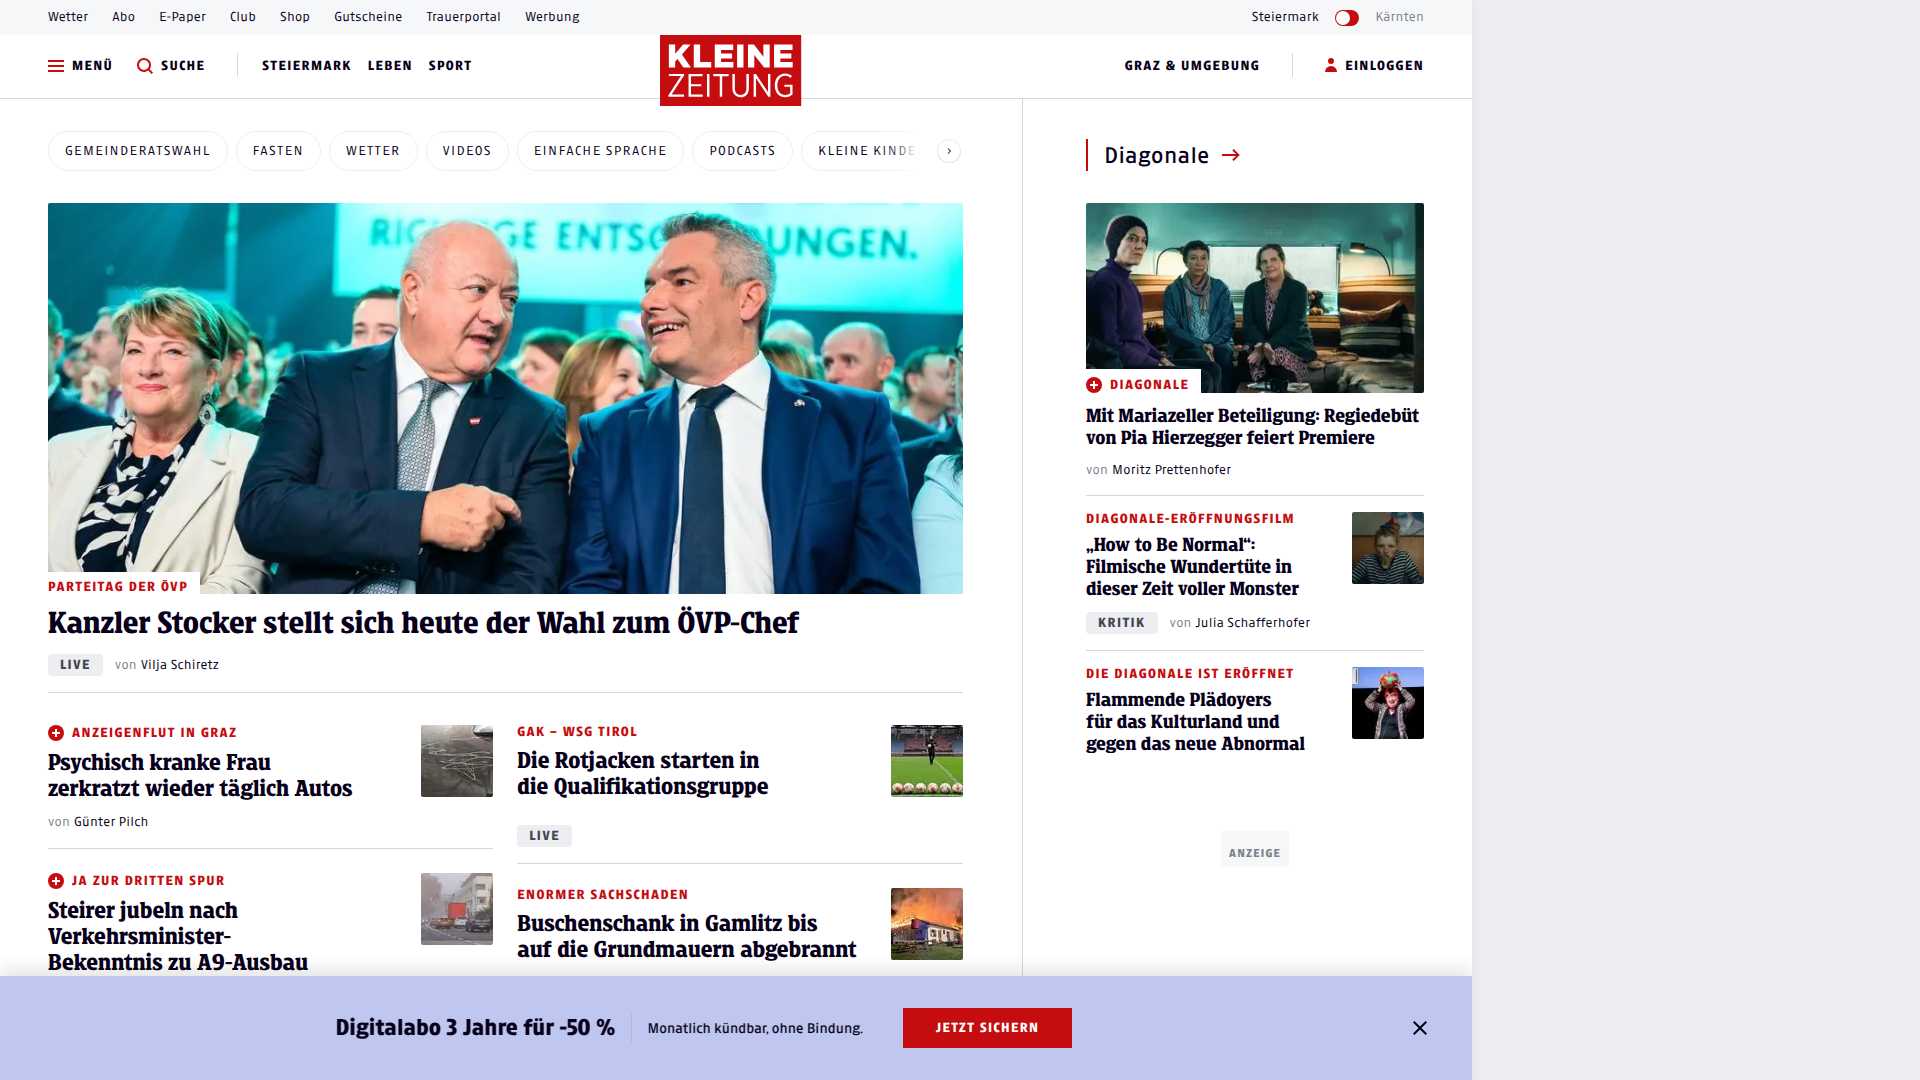 Wetter Abo E-Paper Club Shop Gutscheine Trauerportal Werbung Steiermark Kärnten
MENÜ SUCHE STEIERMARK LEBEN SPORT KLEINE ZEITUNG GRAZ & UMGEBUNG EINLOGGEN
GEMEINDERATSWAHL FASTEN WETTER VIDEOS EINFACHE SPRACHE PODCASTS KLEINE KINDE
PARTEITAG DER ÖVP
Kanzler Stocker stellt sich heute der Wahl zum ÖVP-Chef
LIVE von Vilja Schiretz
ANZEIGENFLUT IN GRAZ
Psychisch kranke Frau
zerkratzt wieder täglich Autos
von Günter Pilch
JA ZUR DRITTEN SPUR
Steirer jubeln nach
Verkehrsminister-
Bekenntnis zu A9-Ausbau
GAK – WSG TIROL
Die Rotjacken starten in
die Qualifikationsgruppe
LIVE
ENORMER SACHSCHADEN
Buschenschank in Gamlitz bis
auf die Grundmauern abgebrannt
Diagonale
DIAGONALE
Mit Mariazeller Beteiligung: Regiedebüt
von Pia Hierzegger feiert Premiere
von Moritz Prettenhofer
DIAGONALE-ERÖFFNUNGSFILM
„How to Be Normal“:
Filmische Wundertüte in
dieser Zeit voller Monster
KRITIK von Julia Schafferhofer
DIE DIAGONALE IST ERÖFFNET
Flammende Plädoyers
für das Kulturland und
gegen das neue Abnormal
ANZEIGE
Digitalabo 3 Jahre für -50 % Monatlich kündbar, ohne Bindung. JETZT SICHERN